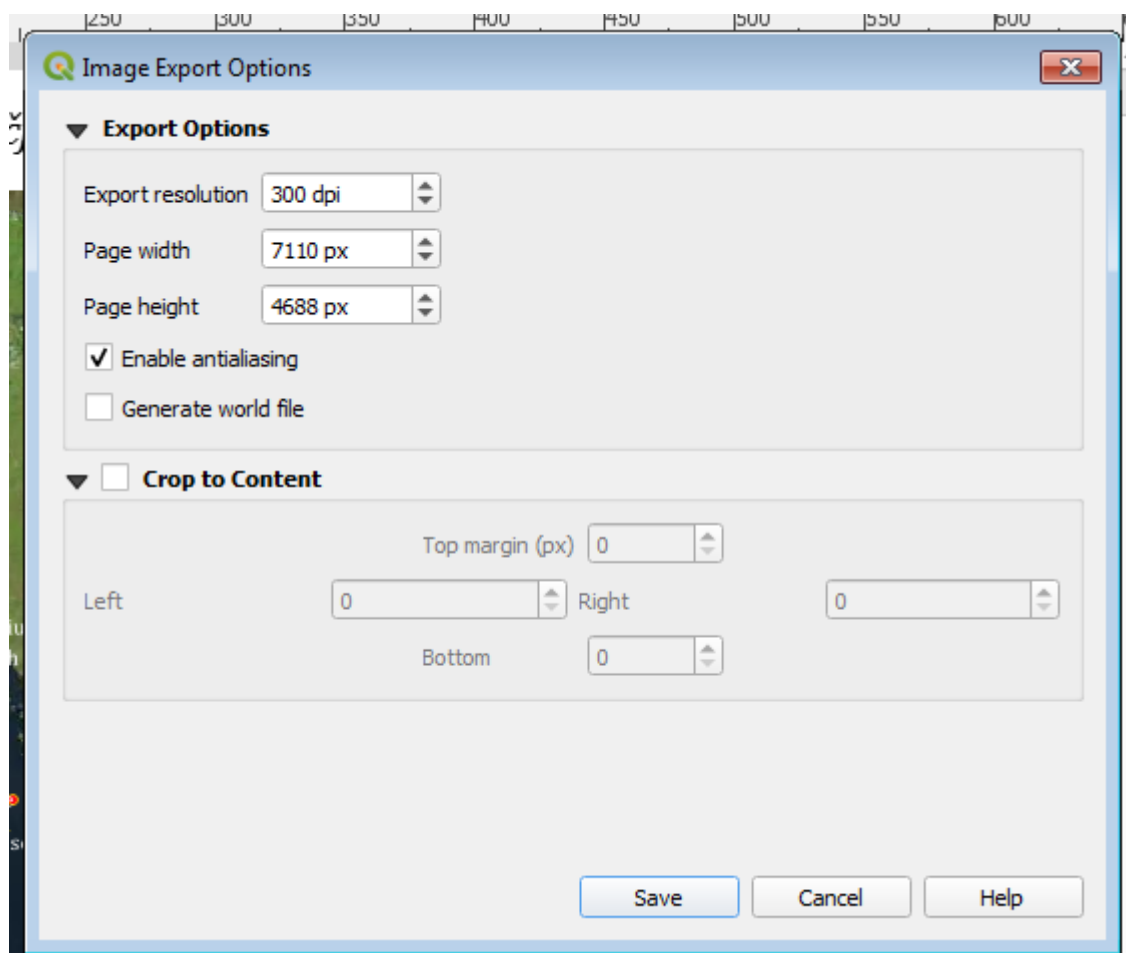 250 300 350 400 450 500 550 600
Image Export Options
Export Options
Export resolution 300 dpi
Page width 7110 px
Page height 4688 px
Enable antialiasing
Generate world file
Crop to Content
Top margin (px) 0
Left 0 Right 0
Bottom 0
Save Cancel Help